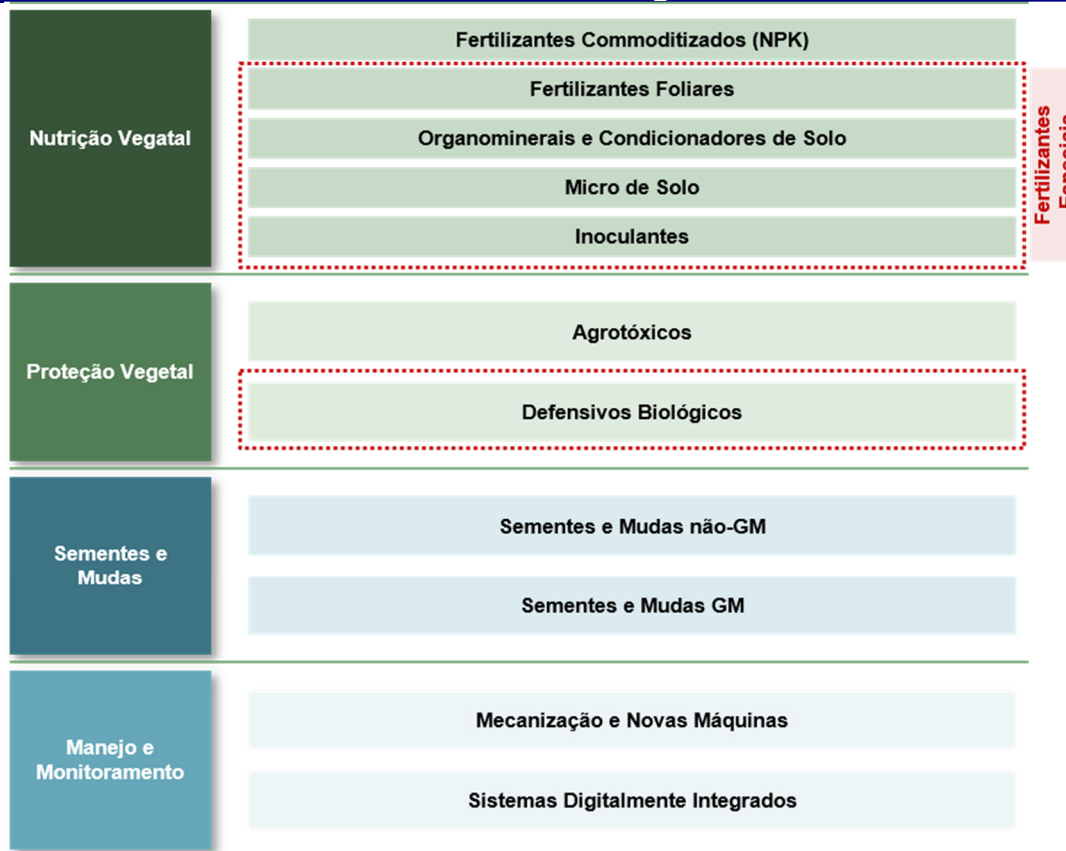 Fertilizantes Commoditizados (NPK)
Fertilizantes Foliares
Nutrição Vegatal
Organominerais e Condicionadores de Solo
Micro de Solo
Inoculantes
Fertilizantes
Proteção Vegetal
Agrotóxicos
Defensivos Biológicos
Sementes e
Mudas
Sementes e Mudas não-GM
Sementes e Mudas GM
Manejo e
Monitoramento
Mecanização e Novas Máquinas
Sistemas Digitalmente Integrados